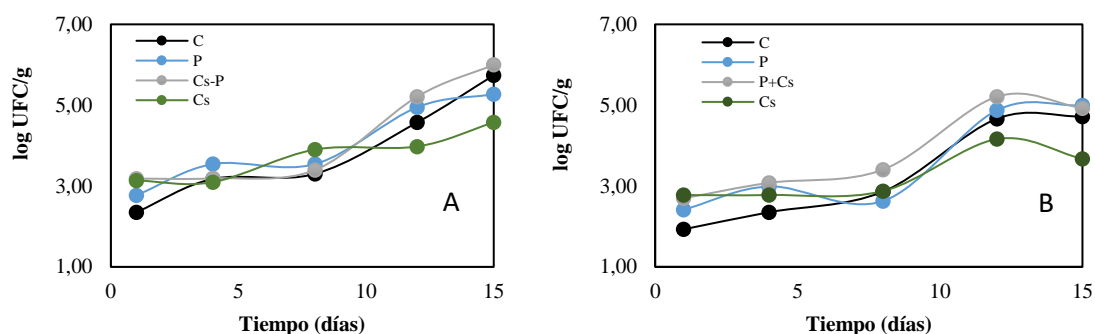 7,00
5,00
3,00
1,00
log UFC/g
C
P
Cs-P
Cs
A
0
5
10
15
Tiempo (días)
7,00
5,00
3,00
1,00
log UFC/g
C
P
P+Cs
Cs
B
0
5
10
15
Tiempo (días)